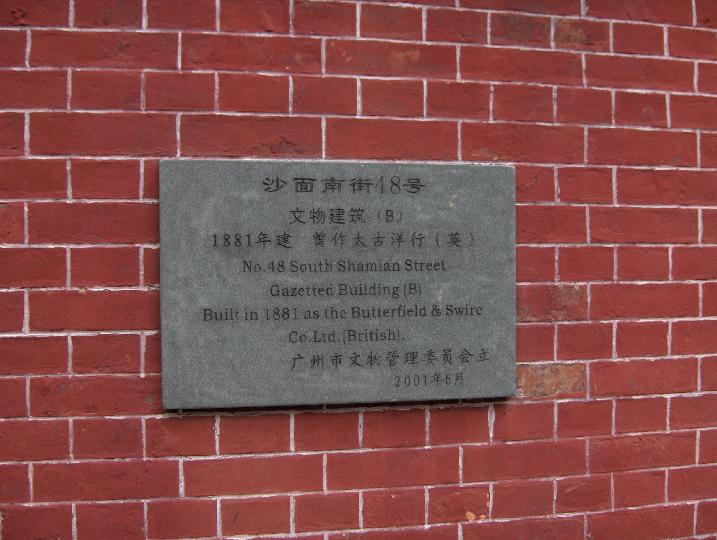 沙面南街48号
文物建筑（B）
1881年建 曾作太古洋行（英）
No.48 South Shamian Street
Gazetted Building (B)
Built in 1881 as the Butterfield & Swire
Co.Ltd.(British).
广州市文物管理委员会立
2001年6月